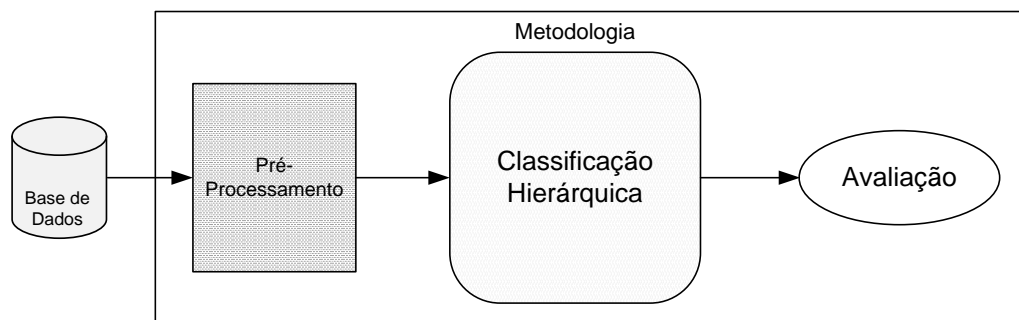 Metodologia
Base de
Dados
Pré-
Processamento
Classificação
Hierárquica
Avaliação